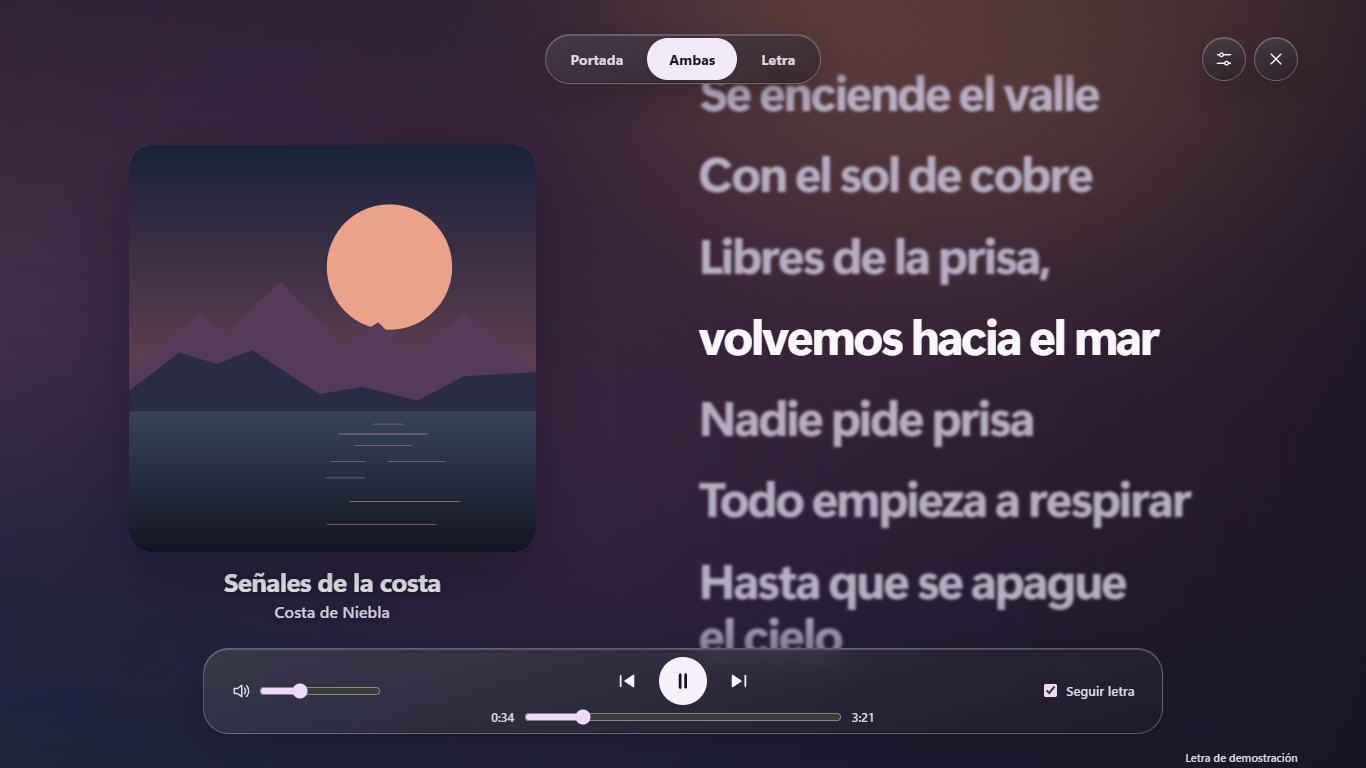 Portada
Ambas
Letra
Se enciende el valle
Con el sol de cobre
Libres de la prisa,
volvemos hacia el mar
Nadie pide prisa
Todo empieza a respirar
Hasta que se apague
el cielo
Señales de la costa
Costa de Niebla
0:34
3:21
Seguir letra
Letra de demostración